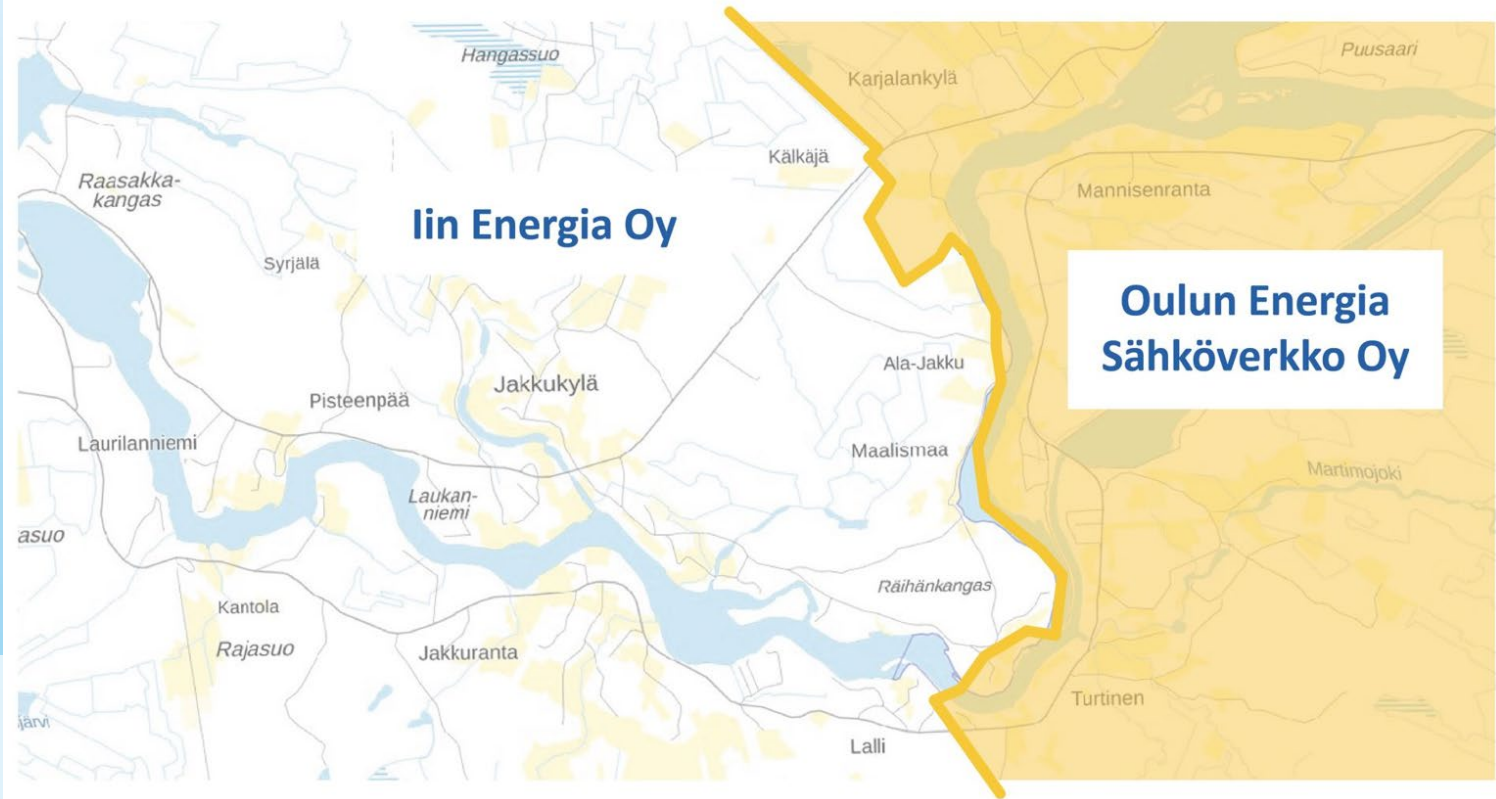 Hangassuo
Puusaari
Karjalankylä
Kälkäjä
Raasakka-
kangas
Mannisenranta
Iin Energia Oy
Syrjälä
Oulun Energia
Sähköverkko Oy
Ala-Jakku
Jakkukylä
Pisteenpää
Laurilanniemi
Maalismaa
Martimojoki
Laukan-
niemi
asuo
Räihänkangas
Kantola
Rajasuo
Jakkuranta
Turtinen
järvi
Lalli